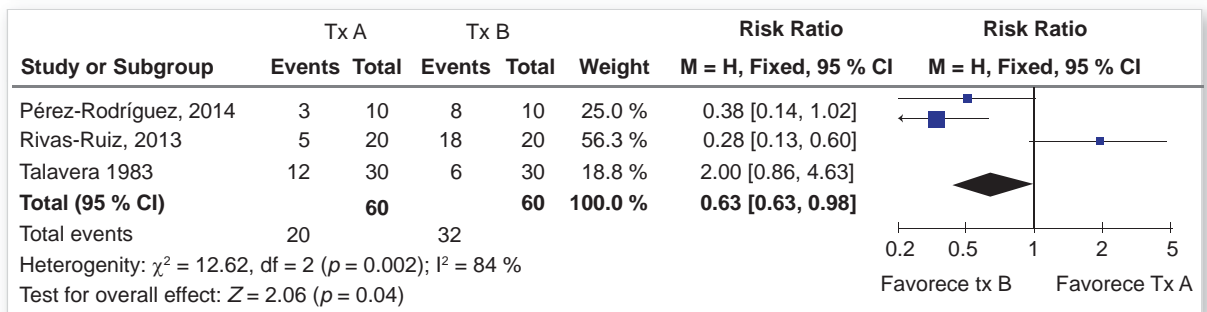 Tx A Tx B Risk Ratio Risk Ratio
Study or Subgroup Events Total Events Total Weight M = H, Fixed, 95 % CI M = H, Fixed, 95 % CI
Pérez-Rodríguez, 2014 3 10 8 10 25.0 % 0.38 [0.14, 1.02]
Rivas-Ruiz, 2013 5 20 18 20 56.3 % 0.28 [0.13, 0.60]
Talavera 1983 12 30 6 30 18.8 % 2.00 [0.86, 4.63]
Total (95 % CI) 60 60 100.0 % 0.63 [0.63, 0.98]
Total events 20 32
Heterogenity: χ² = 12.62, df = 2 (p = 0.002); I² = 84 %
Test for overall effect: Z = 2.06 (p = 0.04)
0.2 0.5 1 2 5
Favorece tx B Favorece Tx A